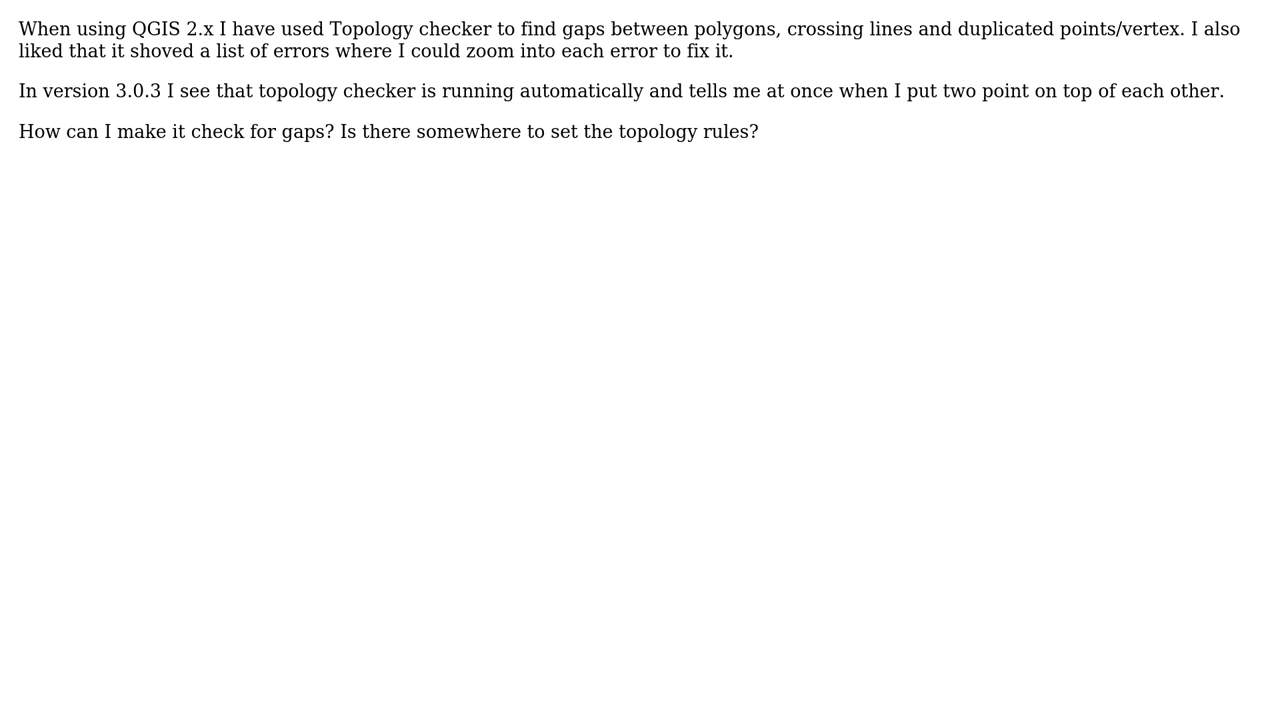 When using QGIS 2.x I have used Topology checker to find gaps between polygons, crossing lines and duplicated points/vertex. I also
liked that it shoved a list of errors where I could zoom into each error to fix it.
In version 3.0.3 I see that topology checker is running automatically and tells me at once when I put two point on top of each other.
How can I make it check for gaps? Is there somewhere to set the topology rules?